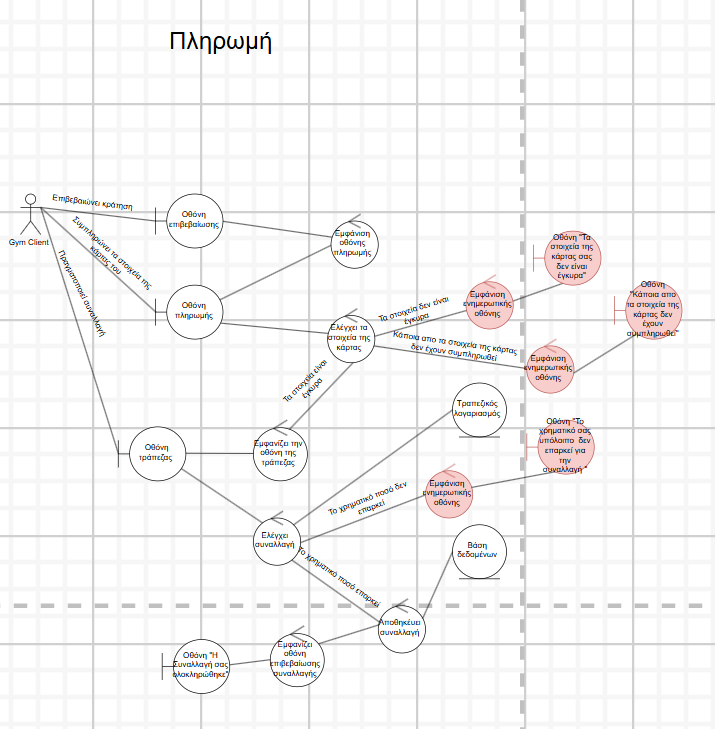 Πληρωμή
Επιβεβαιώνει κράτηση
Οθόνη
επιβεβαίωσης
Gym Client
Συμπληρώνει τα στοιχεία της
κάρτας του
Πραγματοποιεί συναλλαγή
Εμφάνιση
οθόνης
πληρωμής
Οθόνη "Τα
στοιχεία της
κάρτας σας
δεν είναι
έγκυρα"
Οθόνη
πληρωμής
Ελέγχει τα
στοιχεία της
κάρτας
Τα στοιχεία δεν είναι
έγκυρα
Εμφάνιση
ενημερωτικής
οθόνης
Οθόνη
"Κάποια απο
τα στοιχεία της
κάρτας δεν
έχουν
συμπληρωθεί"
Κάποια απο τα στοιχεία της κάρτας
δεν έχουν συμπληρωθεί
Εμφάνιση
ενημερωτικής
οθόνης
Τα στοιχεία είναι
έγκυρα
Τραπεζικός
λογαριασμός
Οθόνη
τράπεζας
Εμφανίζει την
οθόνη της
τράπεζας
Οθόνη "Το
χρηματικό σας
υπόλοιπο δεν
επαρκεί για
την
συναλλαγή "
Το χρηματικό ποσό δεν
επαρκεί
Εμφάνιση
ενημερωτικής
οθόνης
Ελέγχει
συναλλαγή
Βάση
δεδομένων
Το χρηματικό ποσό επαρκεί
Αποθηκέυει
συναλλαγή
Οθόνη "Η
Συναλλαγή σας
ολοκληρώθηκε"
Εμφανίζει
οθόνη
επιβεβαίωσης
συναλλαγής